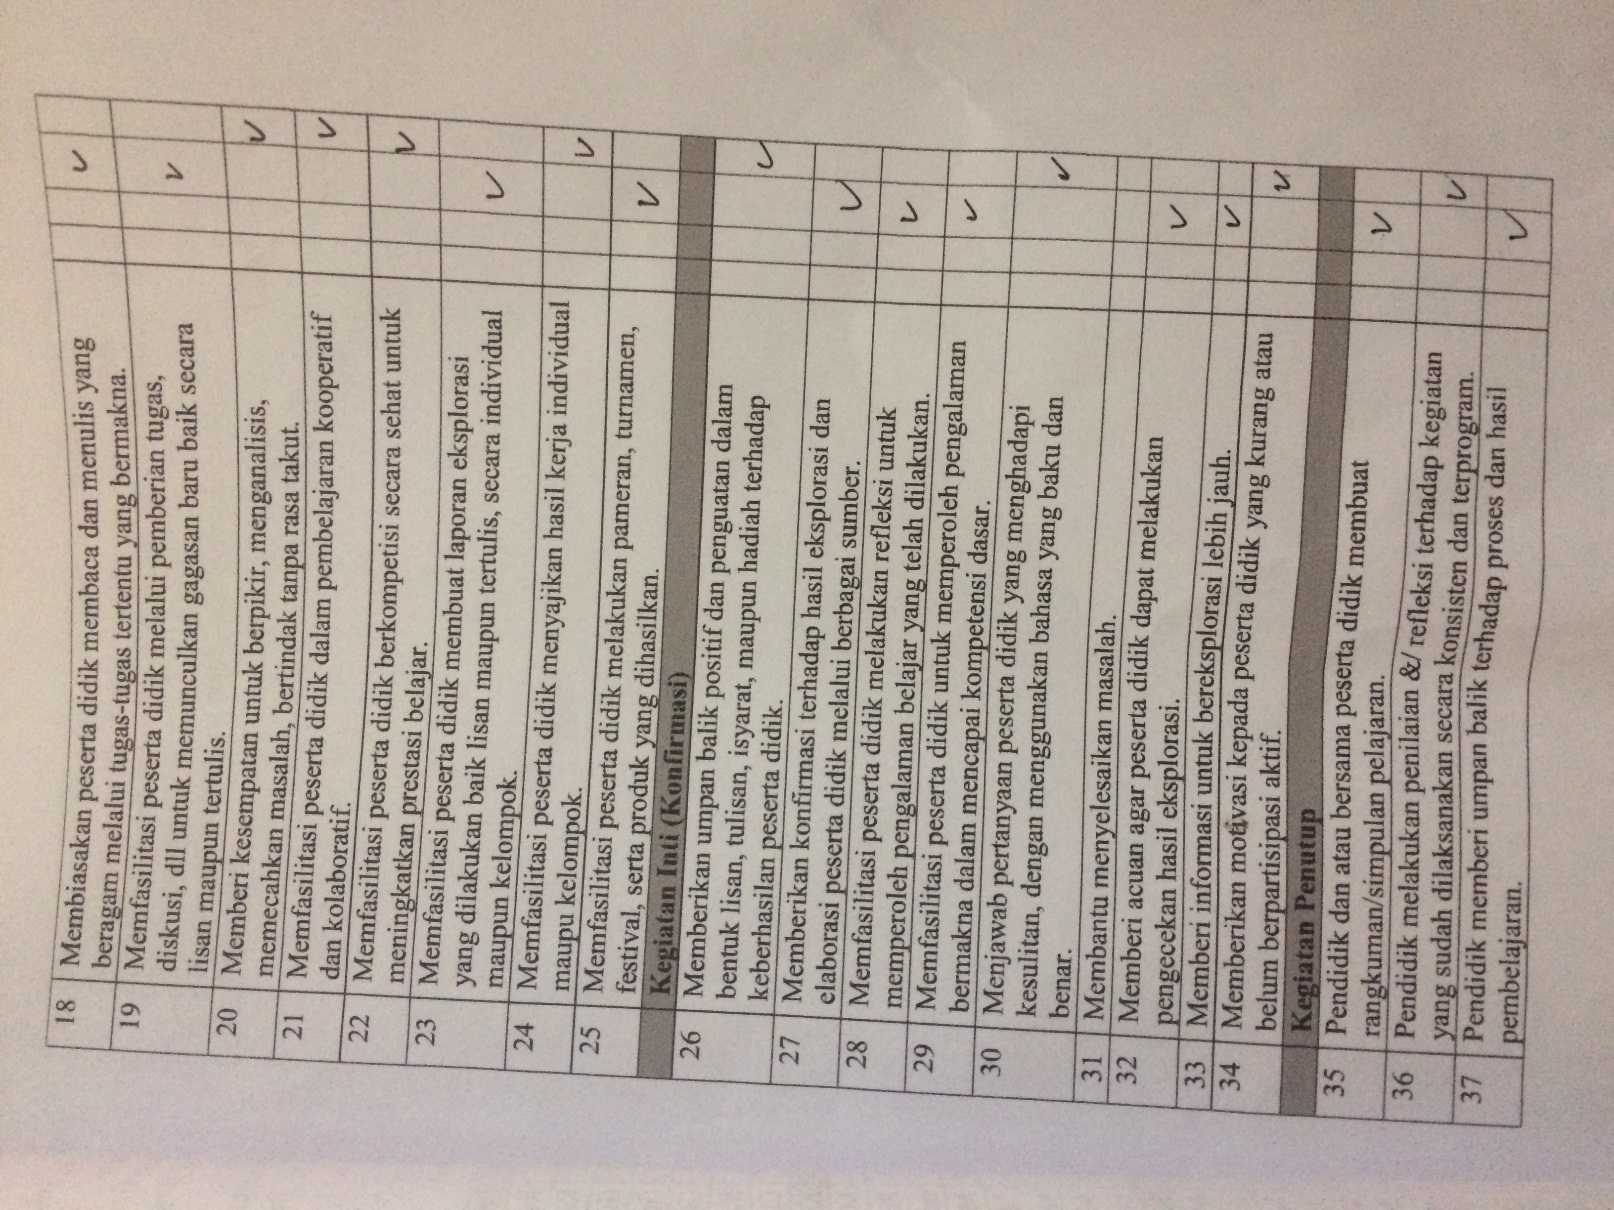 18 Membiasakan peserta didik membaca dan menulis yang
beragam melalui tugas-tugas tertentu yang bermakna. ✓
19 Memfasilitasi peserta didik melalui pemberian tugas,
diskusi, dll untuk memunculkan gagasan baru baik secara
lisan maupun tertulis. ✓
20 Memberi kesempatan untuk berpikir, menganalisis,
memecahkan masalah, bertindak tanpa rasa takut. ✓
21 Memfasilitasi peserta didik dalam pembelajaran kooperatif
dan kolaboratif. ✓
22 Memfasilitasi peserta didik berkompetisi secara sehat untuk
meningkatkan prestasi belajar. ✓
23 Memfasilitasi peserta didik membuat laporan eksplorasi
yang dilakukan baik lisan maupun tertulis, secara individual
maupun kelompok. ✓
24 Memfasilitasi peserta didik menyajikan hasil kerja individual
maupu kelompok. ✓
25 Memfasilitasi peserta didik melakukan pameran, turnamen,
festival, serta produk yang dihasilkan. ✓
Kegiatan Inti (Konfirmasi)
26 Memberikan umpan balik positif dan penguatan dalam
bentuk lisan, tulisan, isyarat, maupun hadiah terhadap
keberhasilan peserta didik. ✓
27 Memberikan konfirmasi terhadap hasil eksplorasi dan
elaborasi peserta didik melalui berbagai sumber. ✓
28 Memfasilitasi peserta didik melakukan refleksi untuk
memperoleh pengalaman belajar yang telah dilakukan. ✓
29 Memfasilitasi peserta didik untuk memperoleh pengalaman
bermakna dalam mencapai kompetensi dasar. ✓
30 Menjawab pertanyaan peserta didik yang menghadapi
kesulitan, dengan menggunakan bahasa yang baku dan
benar. ✓
31 Membantu menyelesaikan masalah.
32 Memberi acuan agar peserta didik dapat melakukan
pengecekan hasil eksplorasi. ✓
33 Memberi informasi untuk bereksplorasi lebih jauh. ✓
34 Memberikan motivasi kepada peserta didik yang kurang atau
belum berpartisipasi aktif. ✓
Kegiatan Penutup
35 Pendidik dan atau bersama peserta didik membuat
rangkuman/simpulan pelajaran. ✓
36 Pendidik melakukan penilaian &/ refleksi terhadap kegiatan
yang sudah dilaksanakan secara konsisten dan terprogram. ✓
37 Pendidik memberi umpan balik terhadap proses dan hasil
pembelajaran. ✓